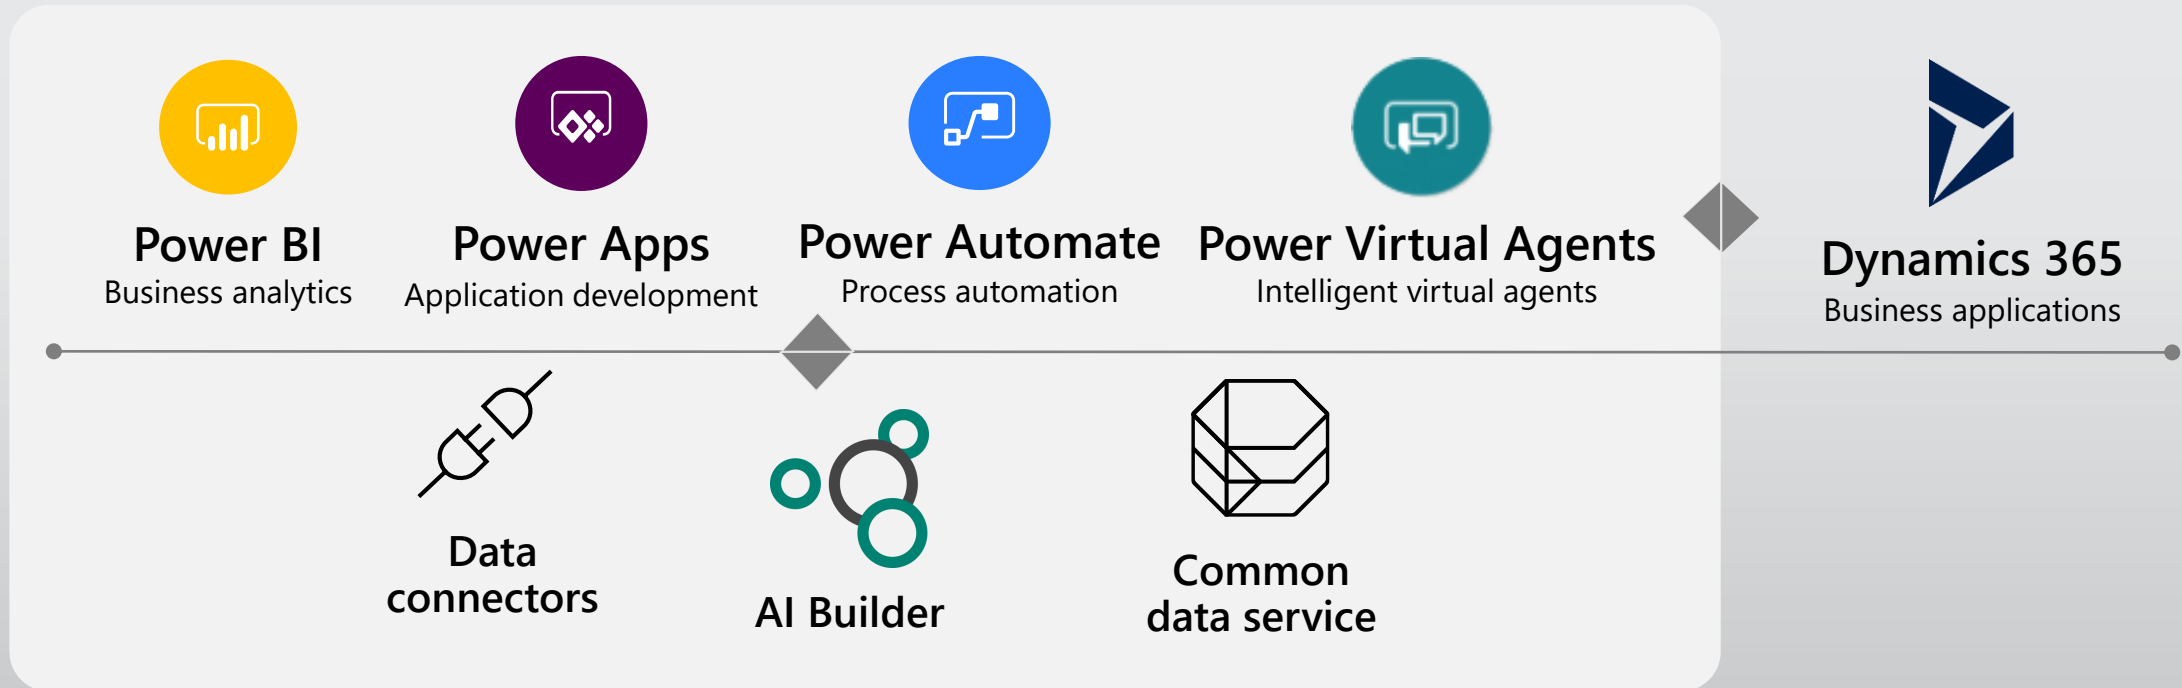 Power BI
Business analytics
Power Apps
Application development
Power Automate
Process automation
Power Virtual Agents
Intelligent virtual agents
Dynamics 365
Business applications
Data
connectors
AI Builder
Common
data service